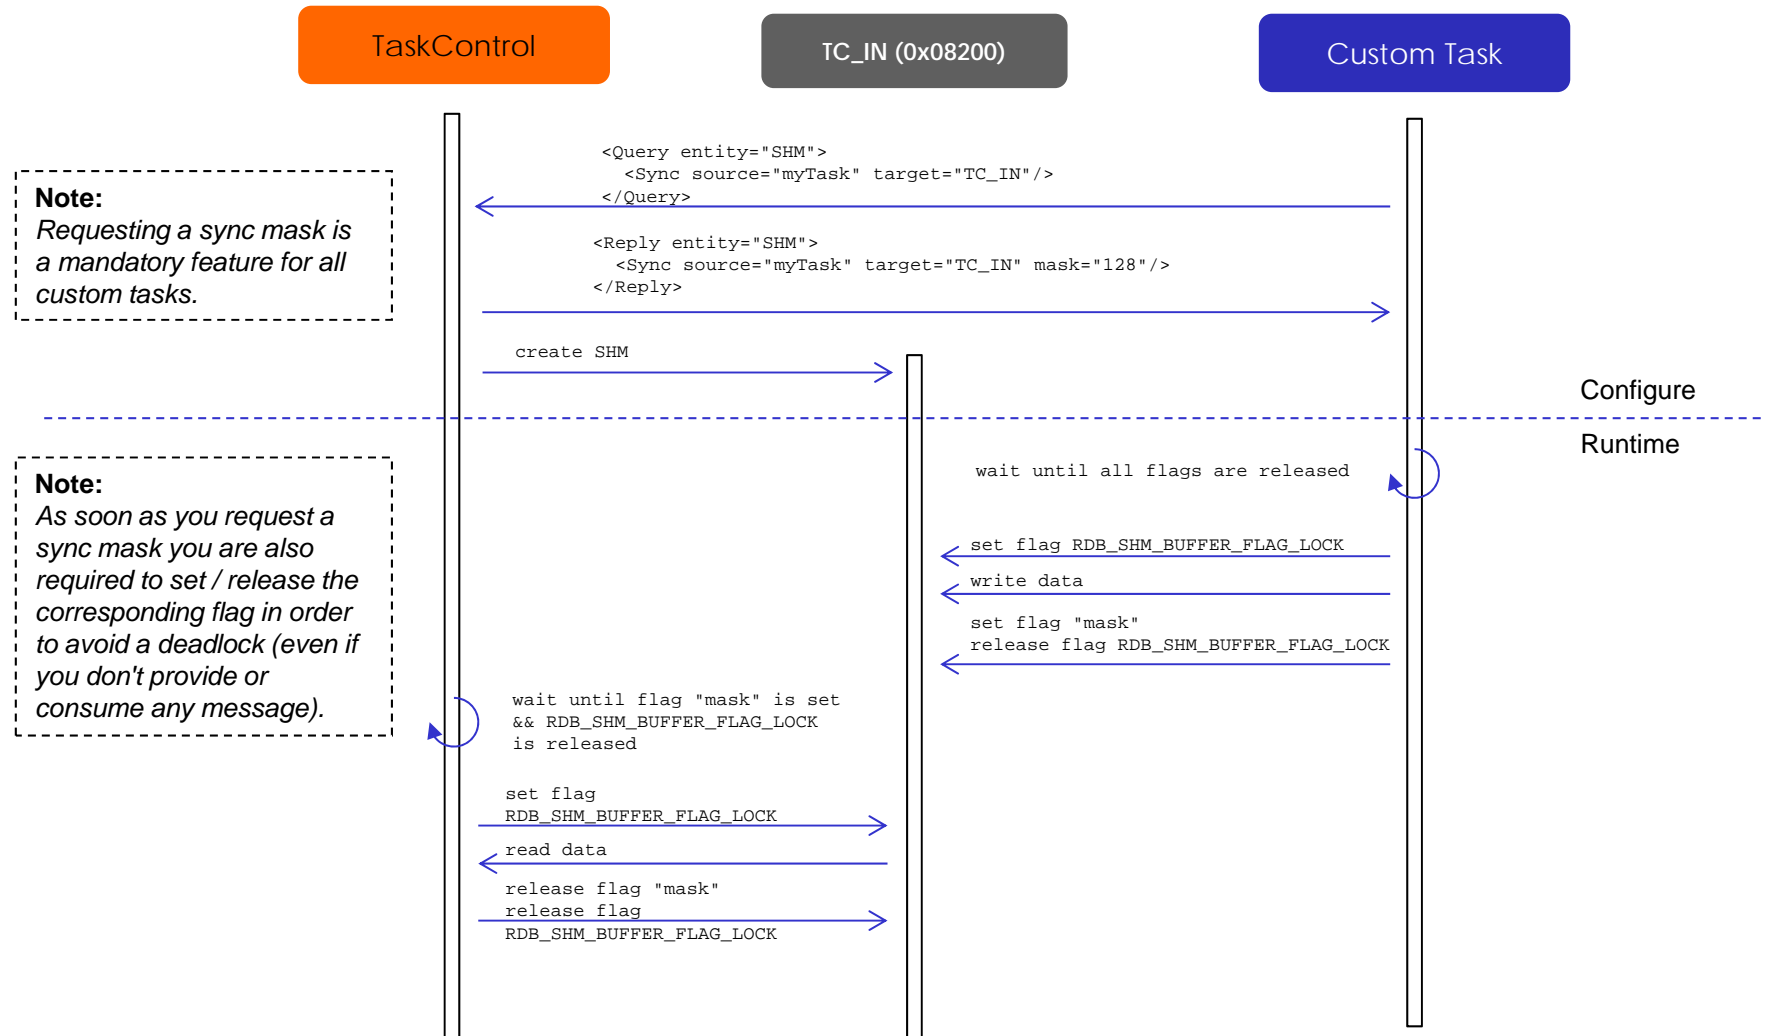 TaskControl
TC_IN (0x08200)
Custom Task
<Query entity="SHM">
<Sync source="myTask" target="TC_IN"/>
</Query>
Note:
Requesting a sync mask is
a mandatory feature for all
custom tasks.
<Reply entity="SHM">
<Sync source="myTask" target="TC_IN" mask="128"/>
</Reply>
create SHM
Configure
Runtime
Note:
As soon as you request a
sync mask you are also
required to set / release the
corresponding flag in order
to avoid a deadlock (even if
you don't provide or
consume any message).
wait until all flags are released
set flag RDB_SHM_BUFFER_FLAG_LOCK
write data
set flag "mask"
release flag RDB_SHM_BUFFER_FLAG_LOCK
wait until flag "mask" is set
&& RDB_SHM_BUFFER_FLAG_LOCK
is released
set flag
RDB_SHM_BUFFER_FLAG_LOCK
read data
release flag "mask"
release flag
RDB_SHM_BUFFER_FLAG_LOCK